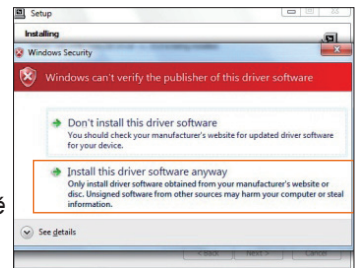 Setup
Installing
Windows Security
Windows can't verify the publisher of this driver software
Don't install this driver software
You should check your manufacturer's website for updated driver software
for your device.
Install this driver software anyway
Only install driver software obtained from your manufacturer's website or
disc. Unsigned software from other sources may harm your computer or steal
information.
é
See details
< Back Next > Cancel